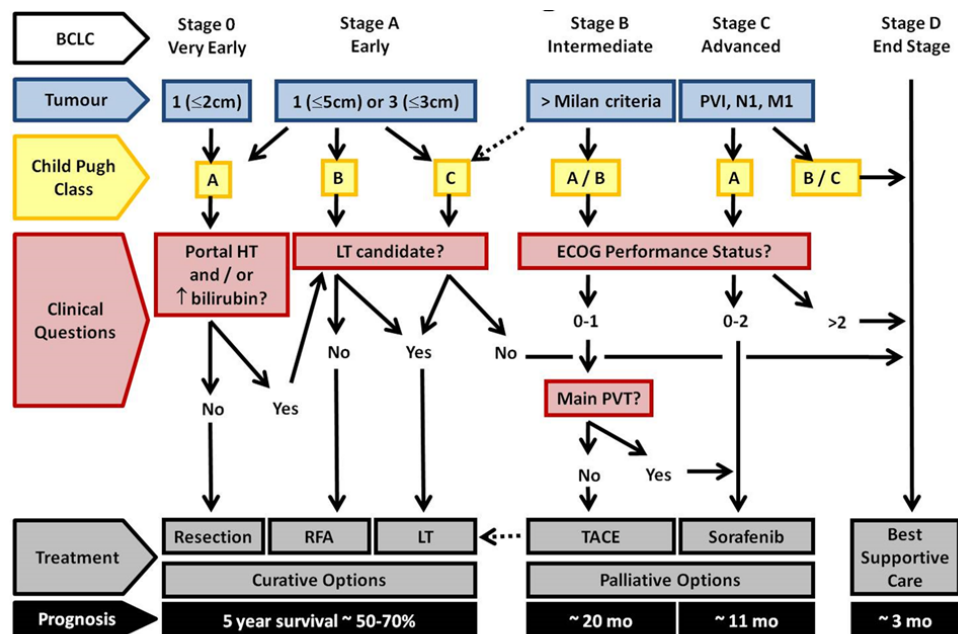 BCLC
Stage 0
Very Early
Stage A
Early
Stage B
Intermediate
Stage C
Advanced
Stage D
End Stage
Tumour
1 (≤2cm)
1 (≤5cm) or 3 (≤3cm)
> Milan criteria
PVI, N1, M1
Child Pugh
Class
A
B
C
A / B
A
B / C
Clinical
Questions
Portal HT
and / or
↑ bilirubin?
LT candidate?
ECOG Performance Status?
0-1
0-2
>2
No
Yes
No
Main PVT?
No
Yes
No
Yes
Treatment
Resection
RFA
LT
TACE
Sorafenib
Best
Supportive
Care
Curative Options
Palliative Options
Prognosis
5 year survival ~ 50-70%
~ 20 mo
~ 11 mo
~ 3 mo